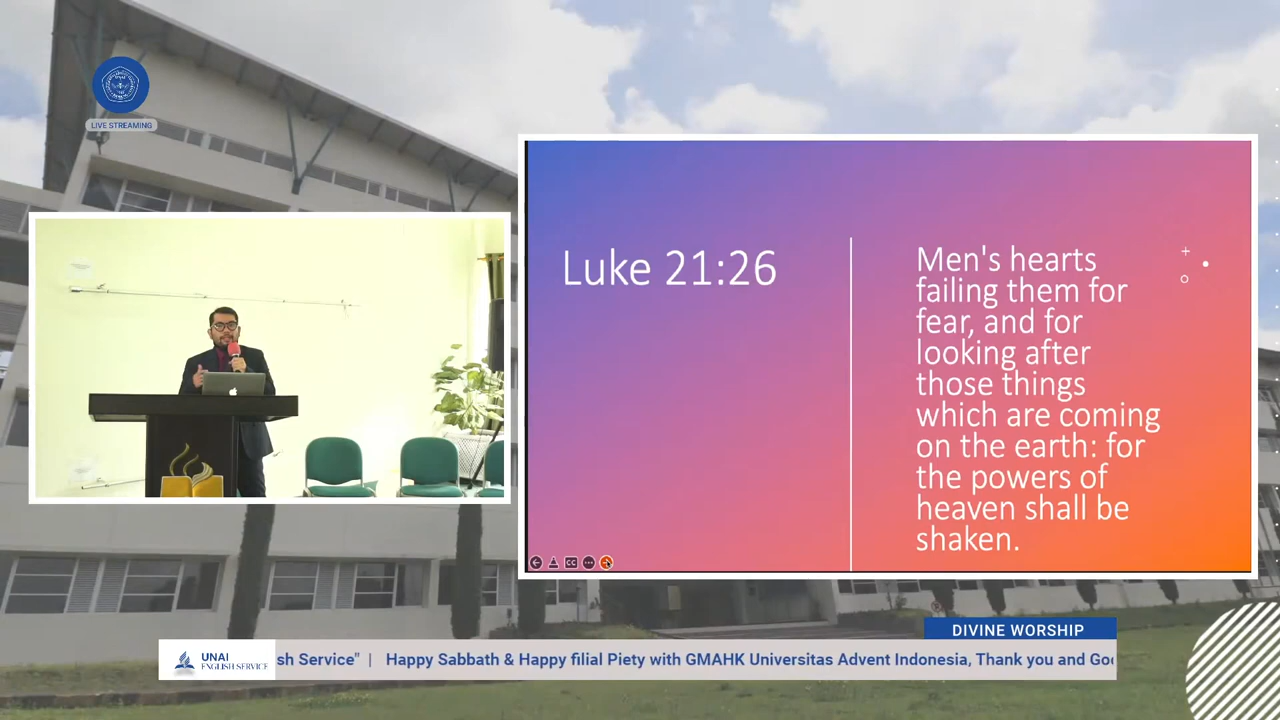 LIVE STREAMING
Luke 21:26
Men's hearts
failing them for
fear, and for
looking after
those things
which are coming
on the earth: for
the powers of
heaven shall be
shaken.
DIVINE WORSHIP
UNAI
ENGLISH SERVICE
sh Service" | Happy Sabbath & Happy filial Piety with GMAHK Universitas Advent Indonesia, Thank you and Go